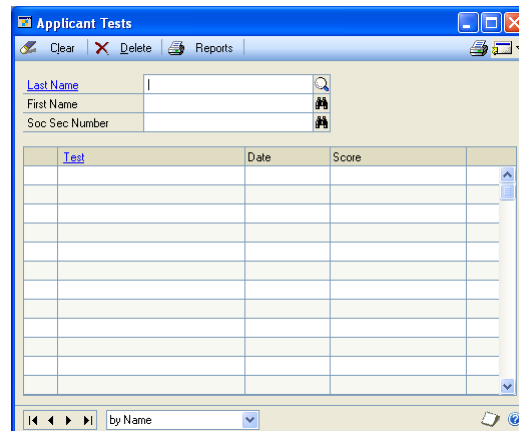 Applicant Tests
Clear Delete Reports
Last Name
First Name
Soc Sec Number
Test Date Score
by Name